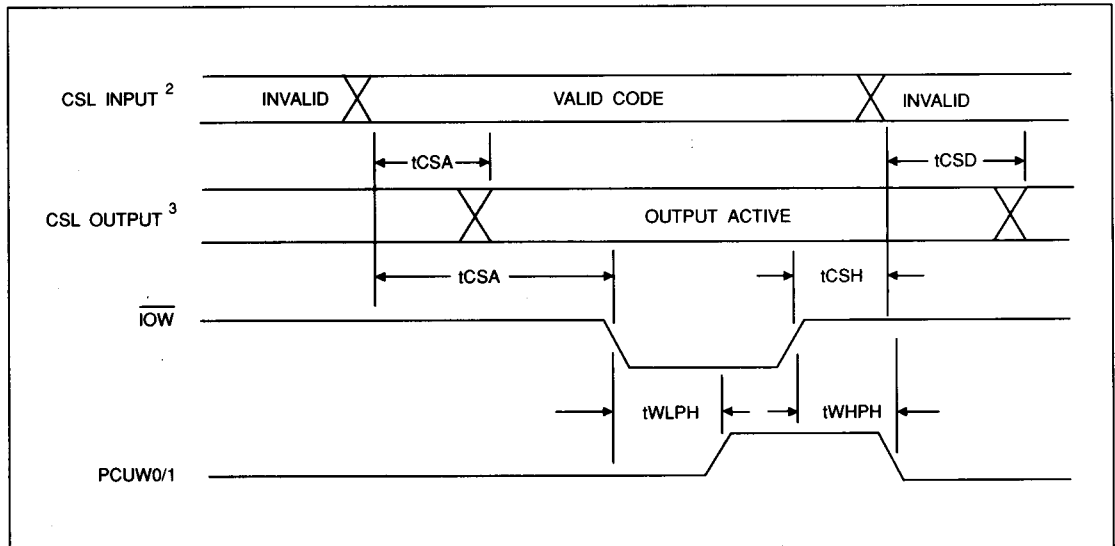 CSL INPUT 2
INVALID
VALID CODE
INVALID
tCSA
tCSD
CSL OUTPUT 3
OUTPUT ACTIVE
tCSA
tCSH
IOW
tWLPH
tWHPH
PCUW0/1